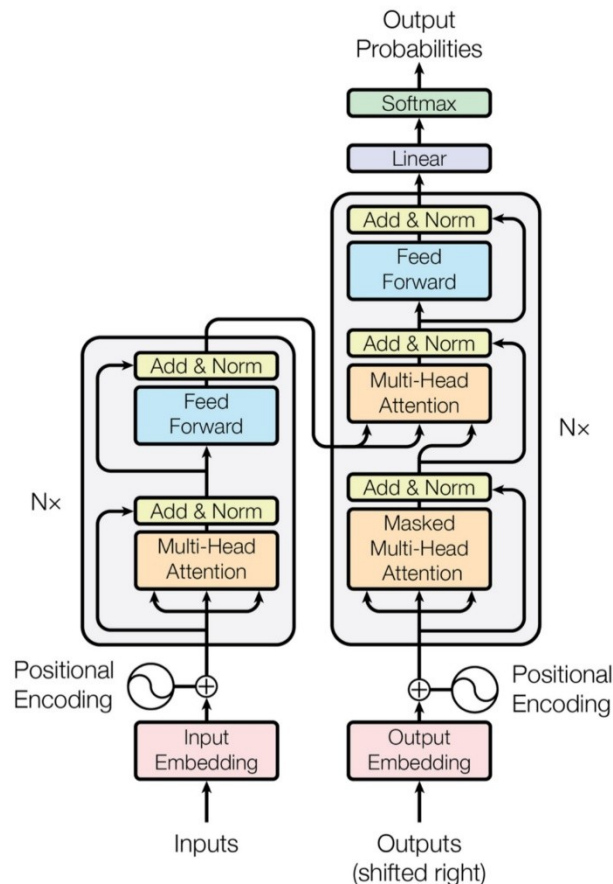 Output
Probabilities
Softmax
Linear
Add & Norm
Feed
Forward
Add & Norm
Multi-Head
Attention
Add & Norm
Masked
Multi-Head
Attention
N×
Add & Norm
Feed
Forward
Add & Norm
Multi-Head
Attention
N×
Positional
Encoding
Positional
Encoding
Input
Embedding
Output
Embedding
Inputs
Outputs
(shifted right)